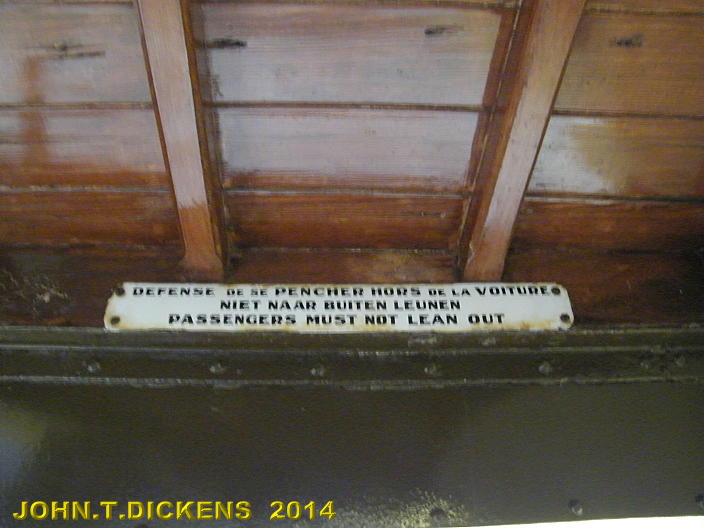 DEFENSE DE SE PENCHER HORS DE LA VOITURE
NIET NAAR BUITEN LEUNEN
PASSENGERS MUST NOT LEAN OUT
JOHN.T.DICKENS 2014